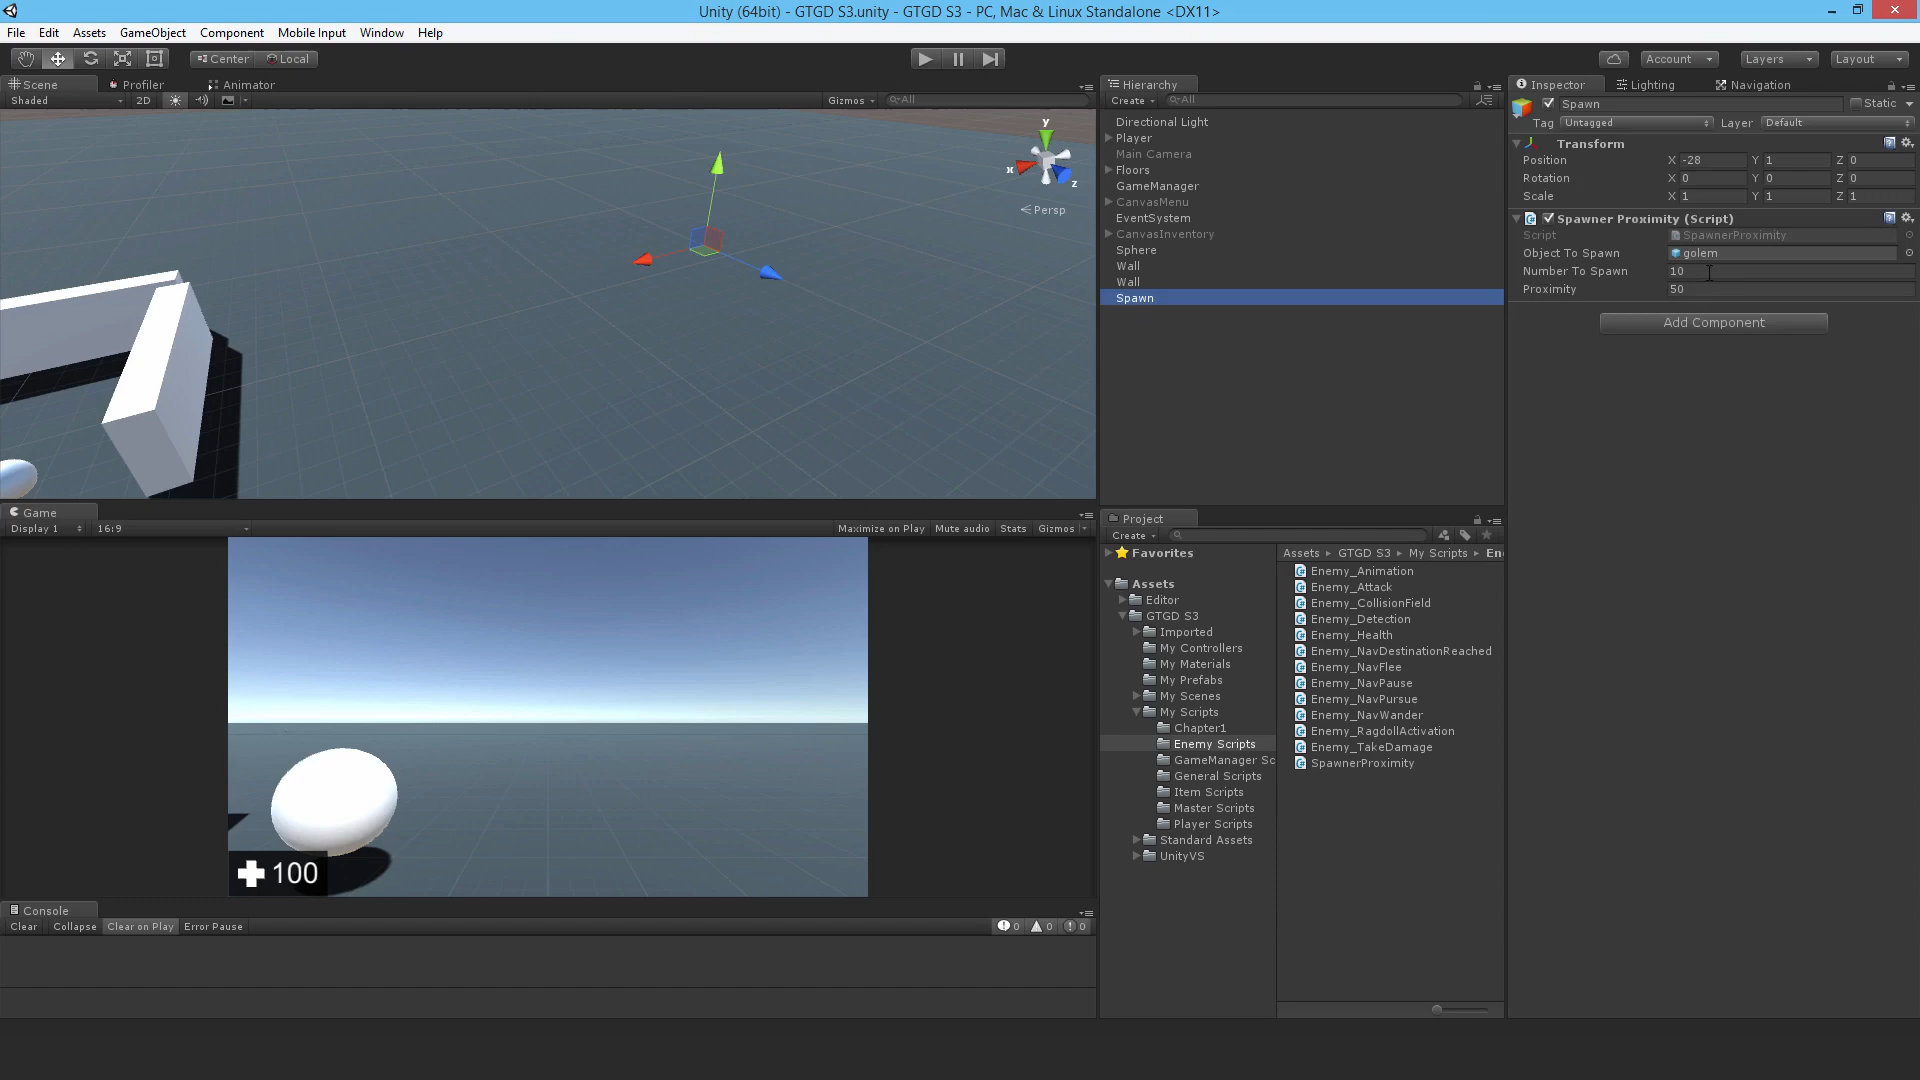 Unity (64bit) - GTGD S3.unity - GTGD S3 - PC, Mac & Linux Standalone <DX11>
File Edit Assets GameObject Component Mobile Input Window Help
Center Local Account Layers Layout
Scene Profiler Animator
Shaded 2D Gizmos All
y
x
z
Persp
Game
Display 1 16:9 Maximize on Play Mute audio Stats Gizmos
100
Console
Clear Collapse Clear on Play Error Pause 0 0 0
Hierarchy
Create All
Directional Light
Player
Main Camera
Floors
GameManager
CanvasMenu
EventSystem
CanvasInventory
Sphere
Wall
Wall
Spawn
Project
Create
Favorites
Assets
Editor
GTGD S3
Imported
My Controllers
My Materials
My Prefabs
My Scenes
My Scripts
Chapter1
Enemy Scripts
GameManager Sc
General Scripts
Item Scripts
Master Scripts
Player Scripts
Standard Assets
UnityVS
Assets GTGD S3 My Scripts En
Enemy_Animation
Enemy_Attack
Enemy_CollisionField
Enemy_Detection
Enemy_Health
Enemy_NavDestinationReached
Enemy_NavFlee
Enemy_NavPause
Enemy_NavPursue
Enemy_NavWander
Enemy_RagdollActivation
Enemy_TakeDamage
SpawnerProximity
Inspector Lighting Navigation
Spawn Static
Tag Untagged Layer Default
Transform
Position X -28 Y 1 Z 0
Rotation X 0 Y 0 Z 0
Scale X 1 Y 1 Z 1
Spawner Proximity (Script)
Script SpawnerProximity
Object To Spawn golem
Number To Spawn 10
Proximity 50
Add Component